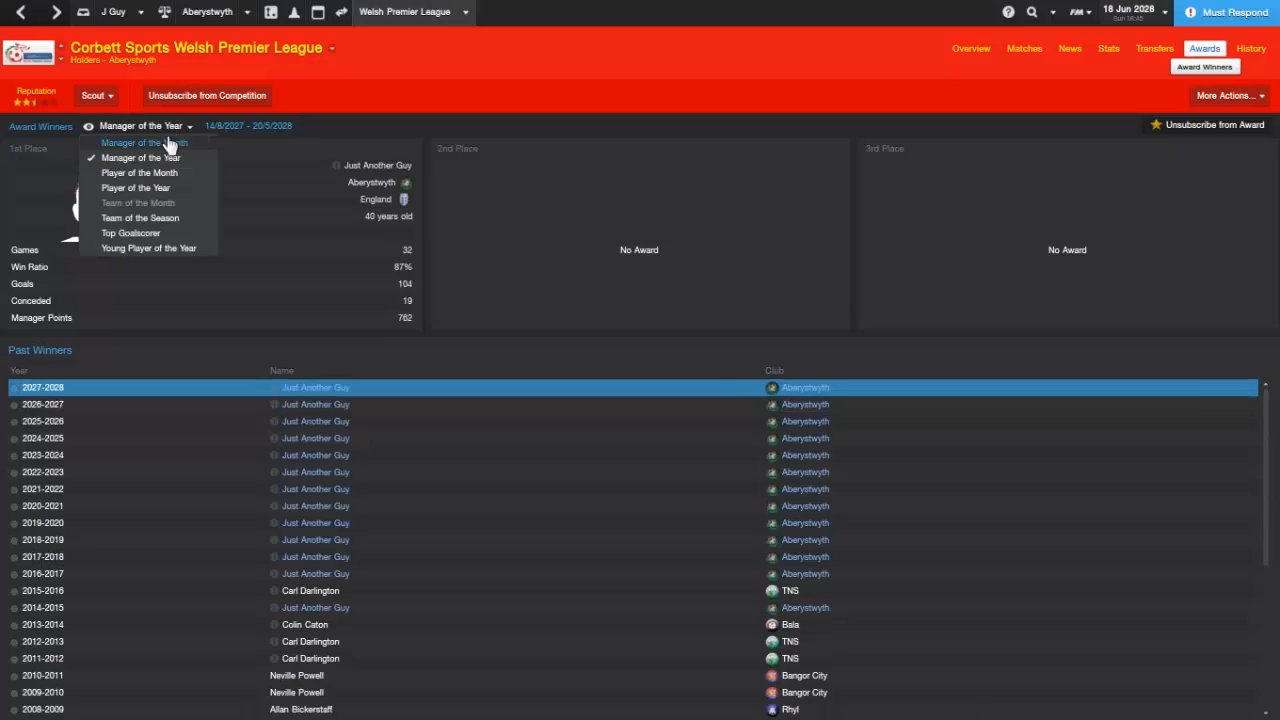 J Guy Aberystwyth Welsh Premier League FM 18 Jun 2028 Must Respond
Sun 18:45
Corbett Sports Welsh Premier League Overview Matches News Stats Transfers Awards History
Holders - Aberystwyth Award Winners
Reputation Scout Unsubscribe from Competition More Actions...
Award Winners Manager of the Year 14/8/2027 - 20/5/2028 Unsubscribe from Award
Manager of the Month
Manager of the Year
Player of the Month
Player of the Year
Team of the Month
Team of the Season
Top Goalscorer
Young Player of the Year
1st Place 2nd Place 3rd Place
Just Another Guy
Aberystwyth
England
40 years old
Games 32 No Award No Award
Win Ratio 87%
Goals 104
Conceded 19
Manager Points 762
Past Winners
Year Name Club
2027-2028 Just Another Guy Aberystwyth
2026-2027 Just Another Guy Aberystwyth
2025-2026 Just Another Guy Aberystwyth
2024-2025 Just Another Guy Aberystwyth
2023-2024 Just Another Guy Aberystwyth
2022-2023 Just Another Guy Aberystwyth
2021-2022 Just Another Guy Aberystwyth
2020-2021 Just Another Guy Aberystwyth
2019-2020 Just Another Guy Aberystwyth
2018-2019 Just Another Guy Aberystwyth
2017-2018 Just Another Guy Aberystwyth
2016-2017 Just Another Guy Aberystwyth
2015-2016 Carl Darlington TNS
2014-2015 Just Another Guy Aberystwyth
2013-2014 Colin Caton Bala
2012-2013 Carl Darlington TNS
2011-2012 Carl Darlington TNS
2010-2011 Neville Powell Bangor City
2009-2010 Neville Powell Bangor City
2008-2009 Allan Bickerstaff Rhyl